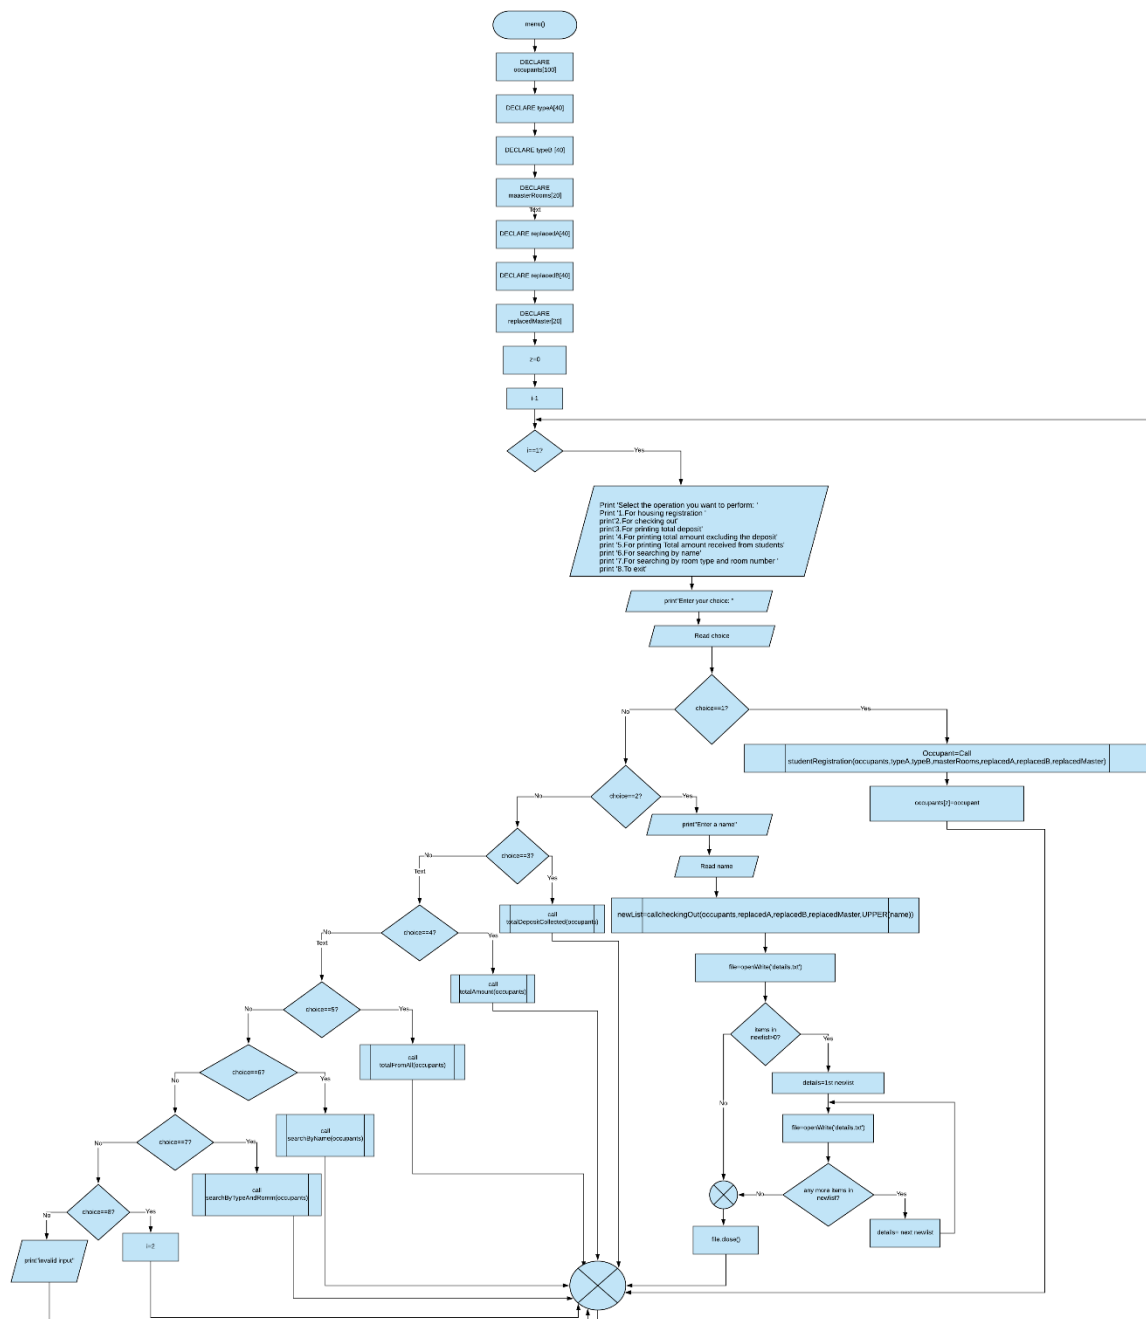 menu()
DECLARE
occupants[100]
DECLARE typeA[40]
DECLARE typeB [40]
DECLARE
maasterRooms[20]
Text
DECLARE replacedA[40]
DECLARE replacedB[40]
DECLARE
replacedMaster[20]
z=0
i-1
i==1?
Yes
Print 'Select the operation you want to perform: '
Print '1.For housing registration '
print'2.For checking out'
print'3.For printing total deposit'
print '4.For printing total amount excluding the deposit'
print '5.For printing Total amount received from students'
print '6.For searching by name'
print '7.For searching by room type and room number '
print '8.To exit'
print"Enter your choice: "
Read choice
choice==1?
No
Yes
Occupant=Call
studentRegistration(occupants,typeA,typeB,masterRooms,replacedA,replacedB,replacedMaster)
occupants[z]=occupant
choice==2?
No
Yes
print"Enter a name"
Read name
newList=callcheckingOut(occupants,replacedA,replacedB,replacedMaster,UPPER(name))
file=openWrite('details.txt')
items in
newlist>0?
Yes
No
details=1st newlist
file=openWrite('details.txt')
any more items in
newlist?
No
Yes
details= next newlist
file.close()
choice==3?
No
Text
Yes
call
totalDepositCollected(occupants)
choice==4?
No
Text
Yes
call
totalAmount(occupants)
choice==5?
No
Yes
call
totalFromAll(occupants)
choice==6?
No
Yes
call
searchByName(occupants)
choice==7?
No
Yes
call
choice==8?
No
Yes
print"invalid input"
i=2